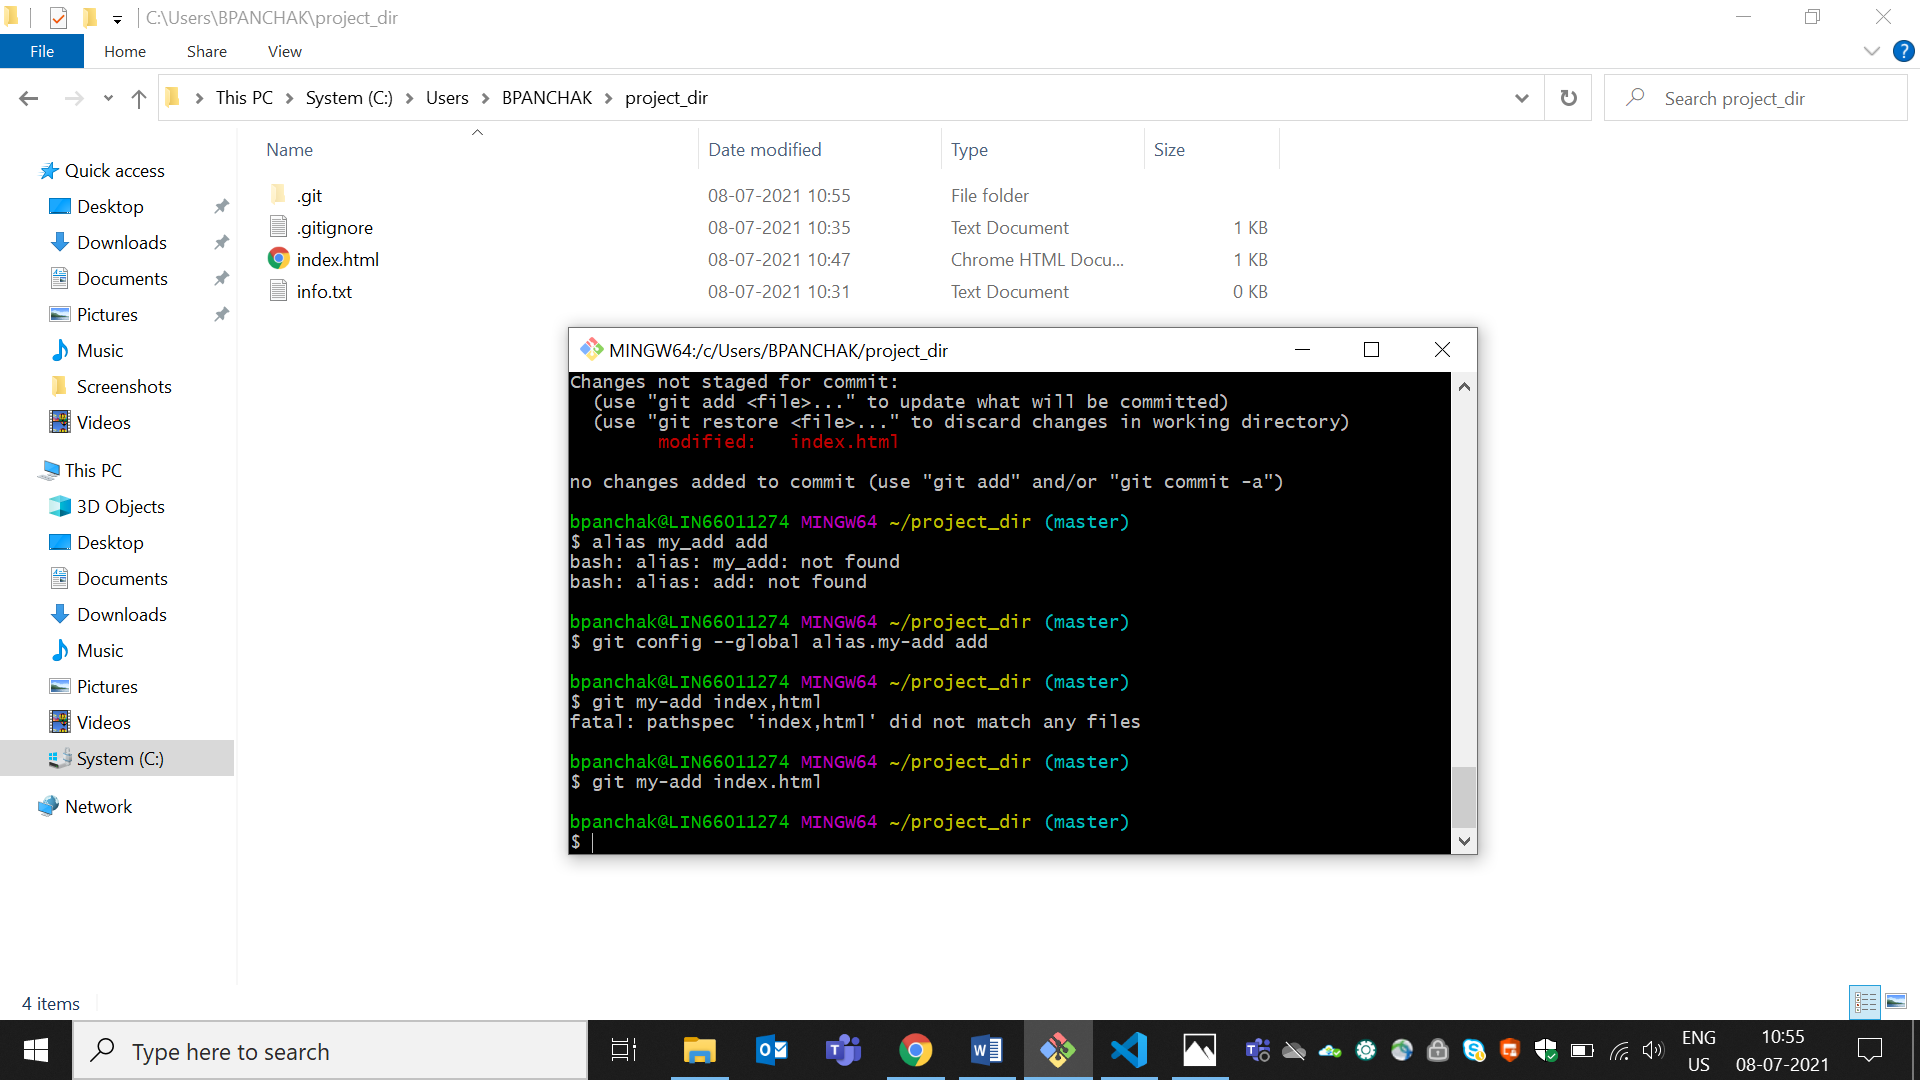 C:\Users\BPANCHAK\project_dir
File Home Share View
This PC System (C:) Users BPANCHAK project_dir
Search project_dir
Name Date modified Type Size
.git 08-07-2021 10:55 File folder
.gitignore 08-07-2021 10:35 Text Document 1 KB
index.html 08-07-2021 10:47 Chrome HTML Docu... 1 KB
info.txt 08-07-2021 10:31 Text Document 0 KB
Quick access
Desktop
Downloads
Documents
Pictures
Music
Screenshots
Videos
This PC
3D Objects
Desktop
Documents
Downloads
Music
Pictures
Videos
System (C:)
Network
MINGW64:/c/Users/BPANCHAK/project_dir
Changes not staged for commit:
  (use "git add <file>..." to update what will be committed)
  (use "git restore <file>..." to discard changes in working directory)
        modified:   index.html
no changes added to commit (use "git add" and/or "git commit -a")
bpanchak@LIN66011274 MINGW64 ~/project_dir (master)
$ alias my_add add
bash: alias: my_add: not found
bash: alias: add: not found
bpanchak@LIN66011274 MINGW64 ~/project_dir (master)
$ git config --global alias.my-add add
bpanchak@LIN66011274 MINGW64 ~/project_dir (master)
$ git my-add index,html
fatal: pathspec 'index,html' did not match any files
bpanchak@LIN66011274 MINGW64 ~/project_dir (master)
$ git my-add index.html
bpanchak@LIN66011274 MINGW64 ~/project_dir (master)
$
4 items
Type here to search
ENG
US
10:55
08-07-2021